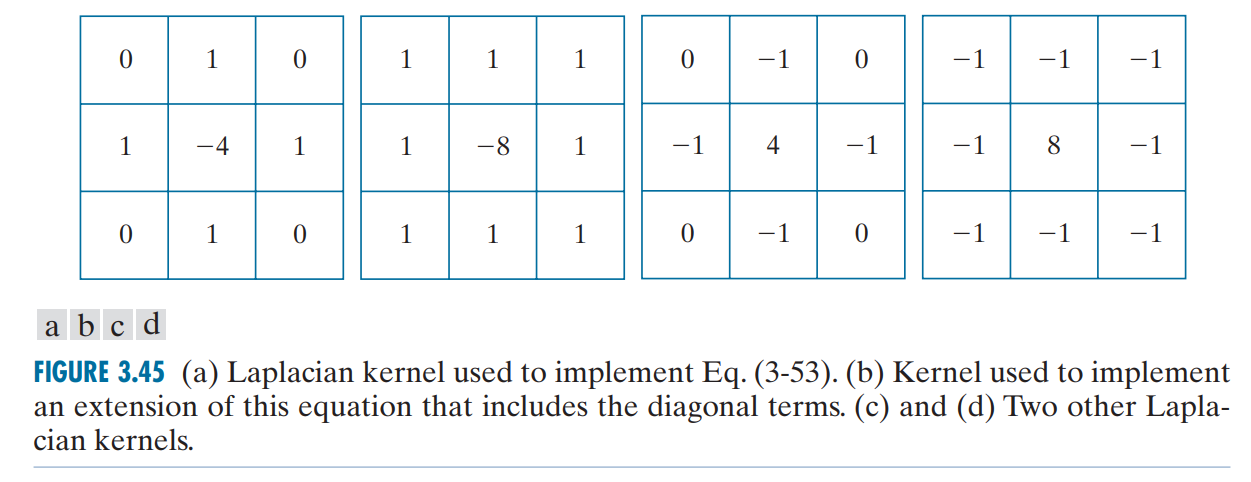 0 1 0 1 1 1 0 −1 0 −1 −1 −1
1 −4 1 1 −8 1 −1 4 −1 −1 8 −1
0 1 0 1 1 1 0 −1 0 −1 −1 −1
a b c d
FIGURE 3.45 (a) Laplacian kernel used to implement Eq. (3-53). (b) Kernel used to implement
an extension of this equation that includes the diagonal terms. (c) and (d) Two other Lapla-
cian kernels.